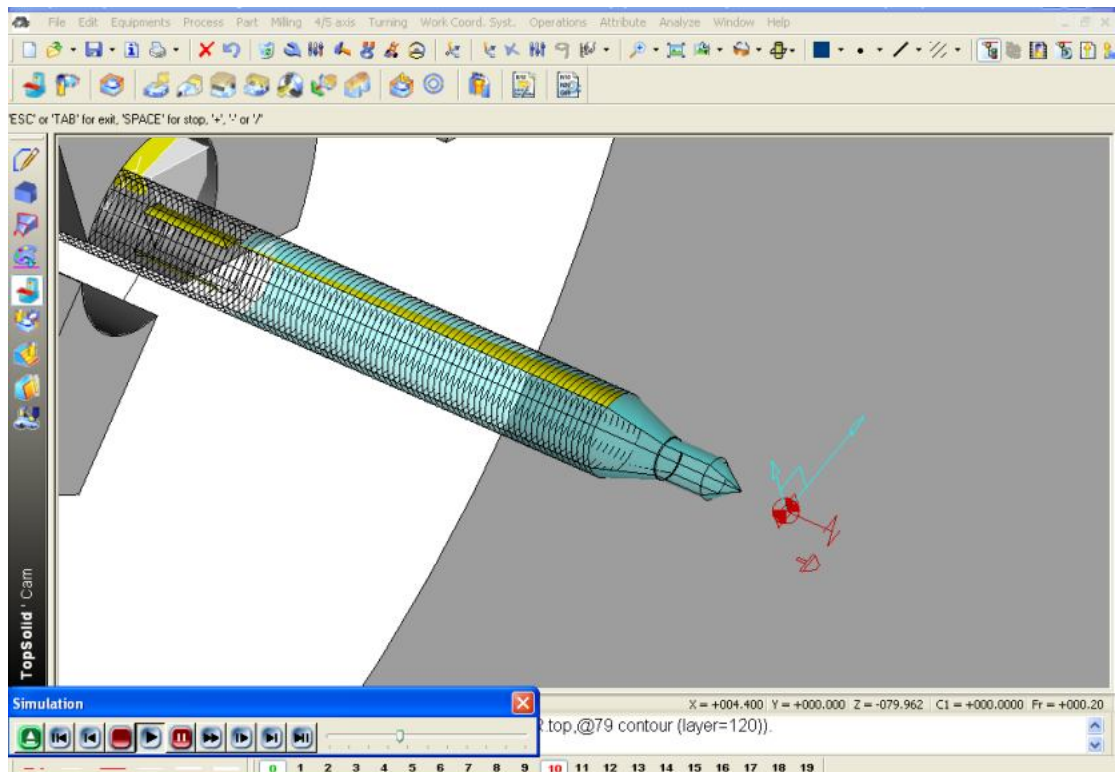 File Edit Equipments Process Part Milling 4/5 axis Turning Work Coord. Syst. Operations Attribute Analyze Window Help
'ESC' or 'TAB' for exit, 'SPACE' for stop, '+', '-' or '/'
TopSolid'Cam
Simulation
X = +004.400 Y = +000.000 Z = -079.962 C1 = +000.0000 Fr = +000.20
.top,@79 contour (layer=120)).
0 1 2 3 4 5 6 7 8 9 10 11 12 13 14 15 16 17 18 19